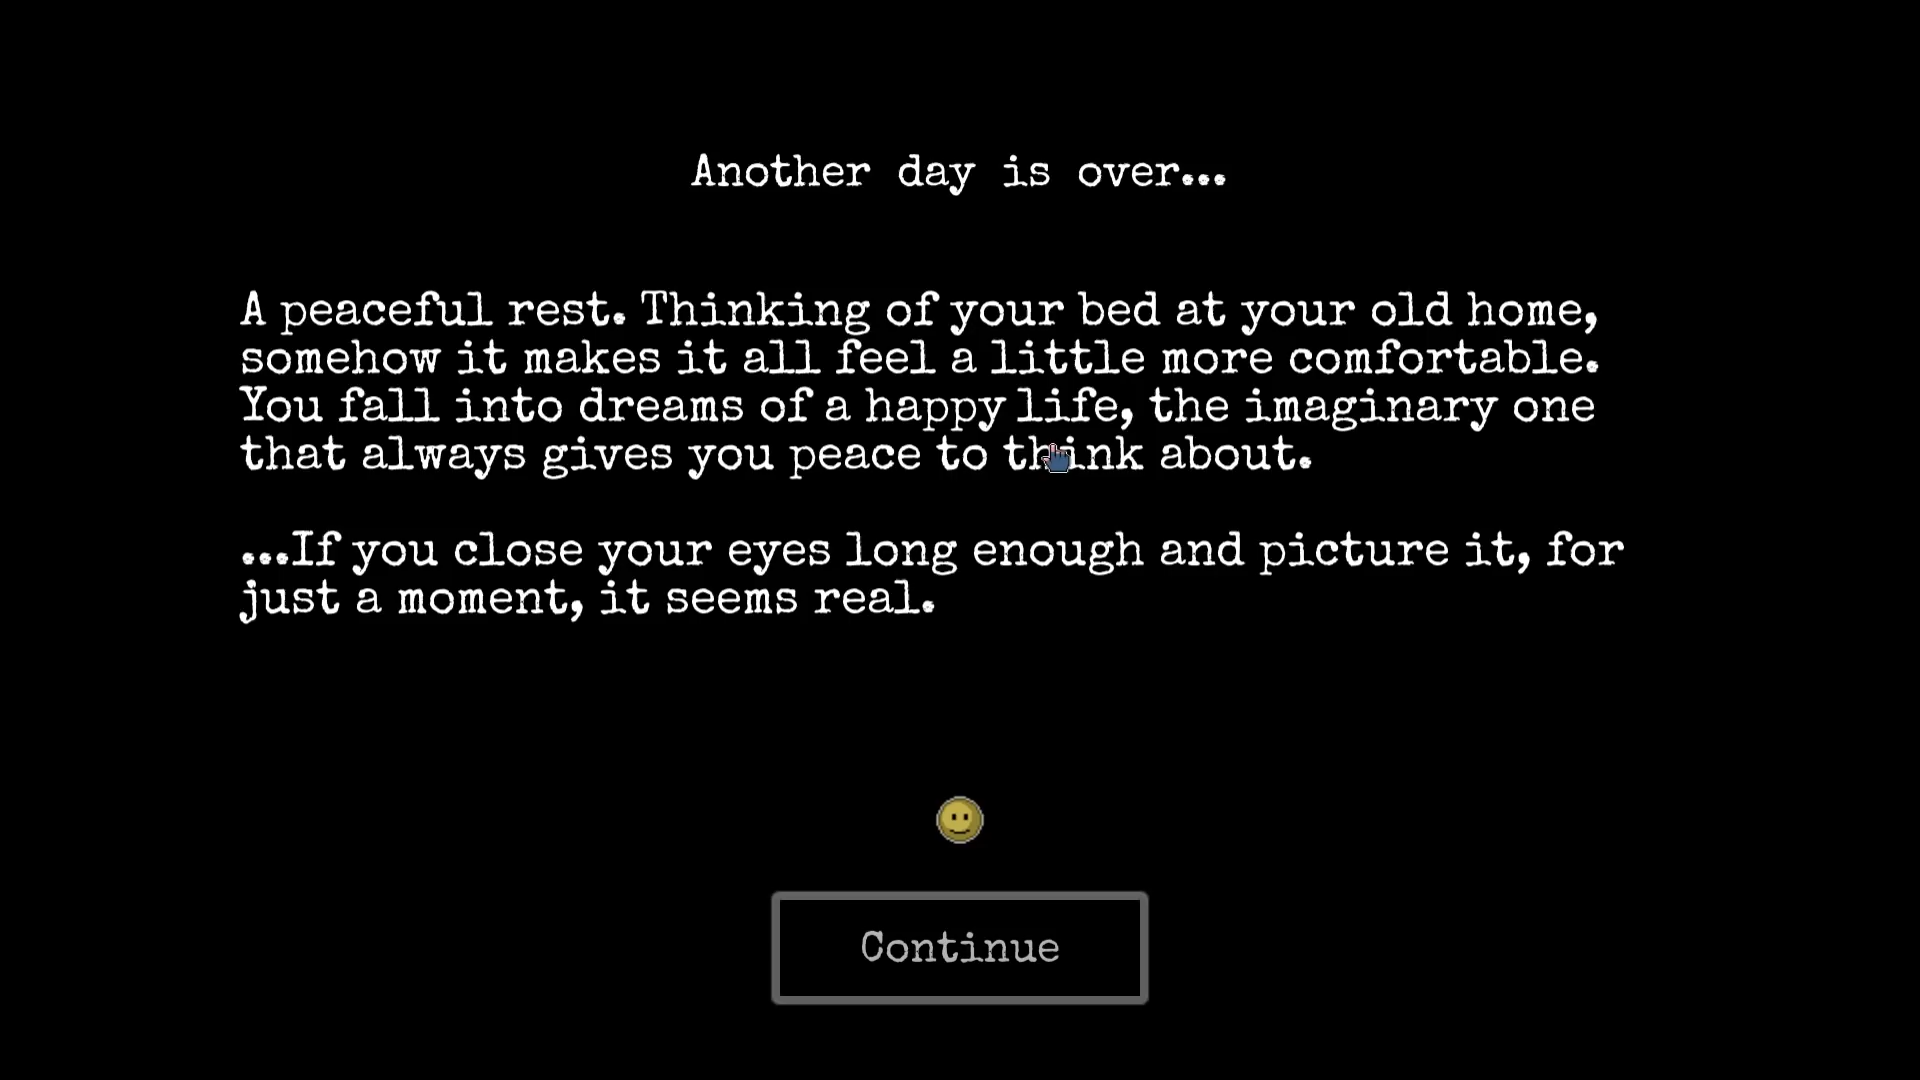 Another day is over...
A peaceful rest. Thinking of your bed at your old home,
somehow it makes it all feel a little more comfortable.
You fall into dreams of a happy life, the imaginary one
that always gives you peace to think about.
...If you close your eyes long enough and picture it, for
just a moment, it seems real.
Continue